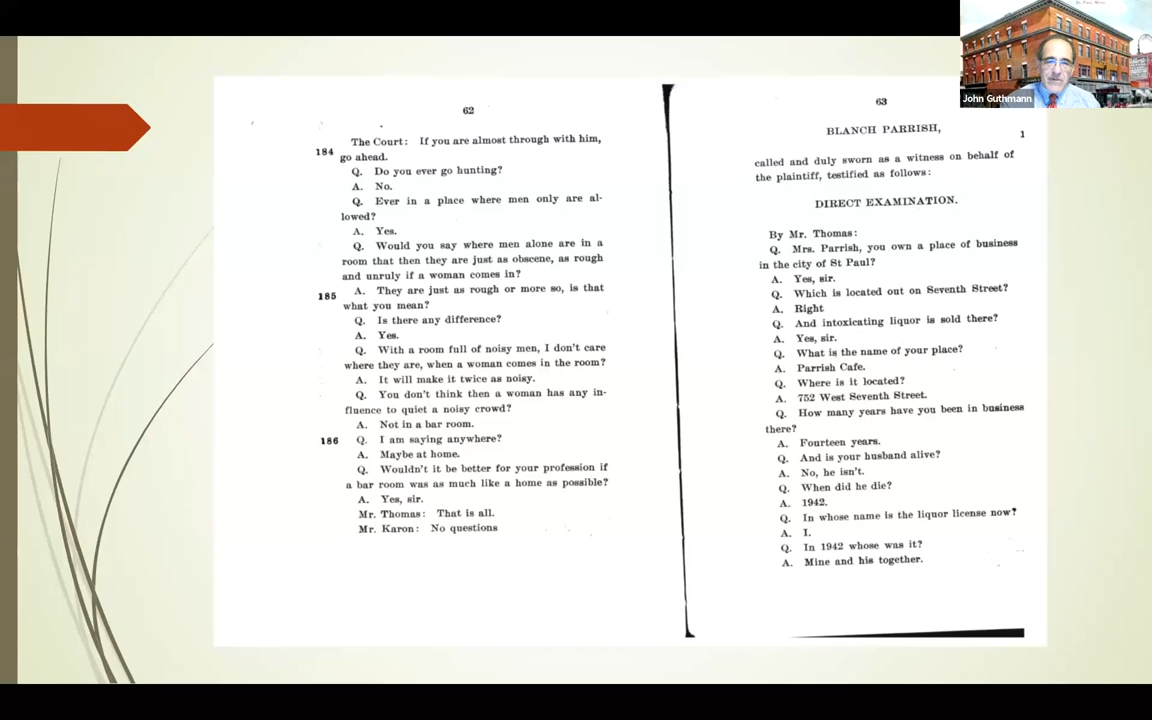 John Guthmann
62
The Court: If you are almost through with him,
184
go ahead.
Q. Do you ever go hunting?
A. No.
Q. Ever in a place where men only are al-
lowed?
A. Yes.
Q. Would you say where men alone are in a
room that then they are just as obscene, as rough
and unruly if a woman comes in?
185
A. They are just as rough or more so, is that
what you mean?
Q. Is there any difference?
A. Yes.
Q. With a room full of noisy men, I don't care
where they are, when a woman comes in the room?
A. It will make it twice as noisy.
Q. You don't think then a woman has any in-
fluence to quiet a noisy crowd?
A. Not in a bar room.
186
Q. I am saying anywhere?
A. Maybe at home.
Q. Wouldn't it be better for your profession if
a bar room was as much like a home as possible?
A. Yes, sir.
Mr. Thomas: That is all.
Mr. Karon: No questions
63
BLANCH PARRISH,
1
called and duly sworn as a witness on behalf of
the plaintiff, testified as follows:
DIRECT EXAMINATION.
By Mr. Thomas:
Q. Mrs. Parrish, you own a place of business
in the city of St Paul?
A. Yes, sir.
Q. Which is located out on Seventh Street?
A. Right
Q. And intoxicating liquor is sold there?
A. Yes, sir.
Q. What is the name of your place?
A. Parrish Cafe.
Q. Where is it located?
A. 752 West Seventh Street.
Q. How many years have you been in business
there?
A. Fourteen years.
Q. And is your husband alive?
A. No, he isn't.
Q. When did he die?
A. 1942.
Q. In whose name is the liquor license now?
A. I.
Q. In 1942 whose was it?
A. Mine and his together.